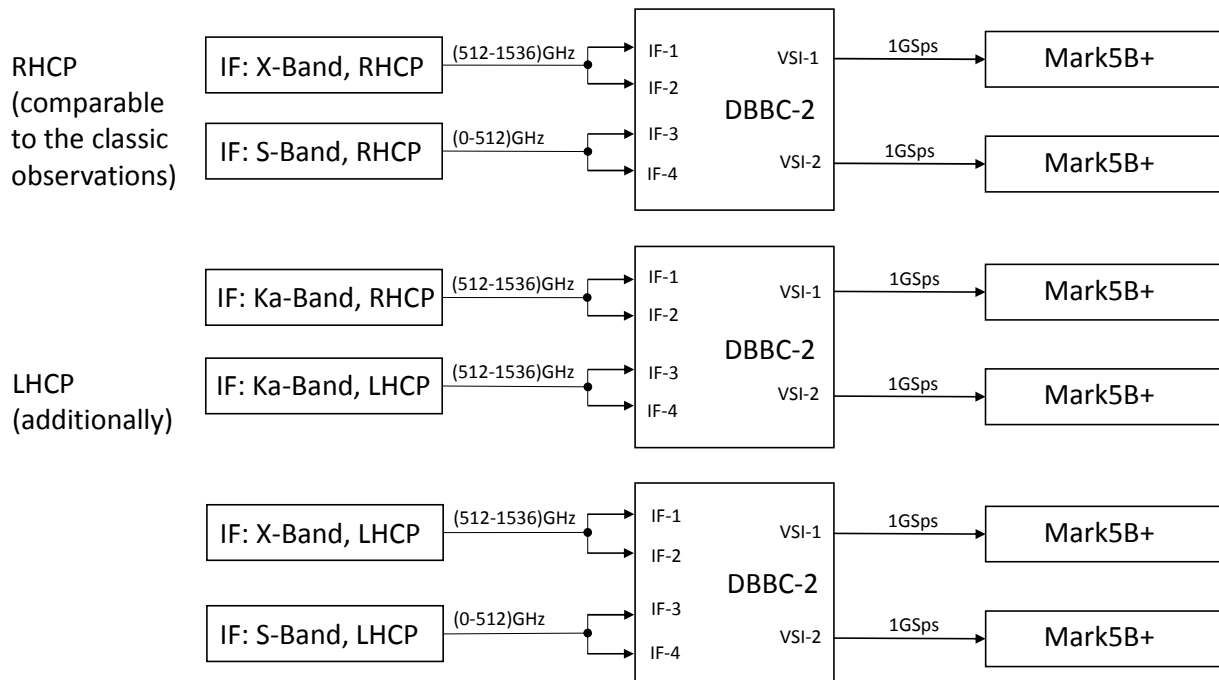 RHCP
(comparable
to the classic
observations)
IF: X-Band, RHCP
(512-1536)GHz
IF-1
IF-2
IF: S-Band, RHCP
(0-512)GHz
IF-3
IF-4
DBBC-2
VSI-1
1GSps
Mark5B+
VSI-2
1GSps
Mark5B+
LHCP
(additionally)
IF: Ka-Band, RHCP
(512-1536)GHz
IF-1
IF-2
IF: Ka-Band, LHCP
(512-1536)GHz
IF-3
IF-4
DBBC-2
VSI-1
1GSps
Mark5B+
VSI-2
1GSps
Mark5B+
IF: X-Band, LHCP
(512-1536)GHz
IF-1
IF-2
IF: S-Band, LHCP
(0-512)GHz
IF-3
IF-4
DBBC-2
VSI-1
1GSps
Mark5B+
VSI-2
1GSps
Mark5B+